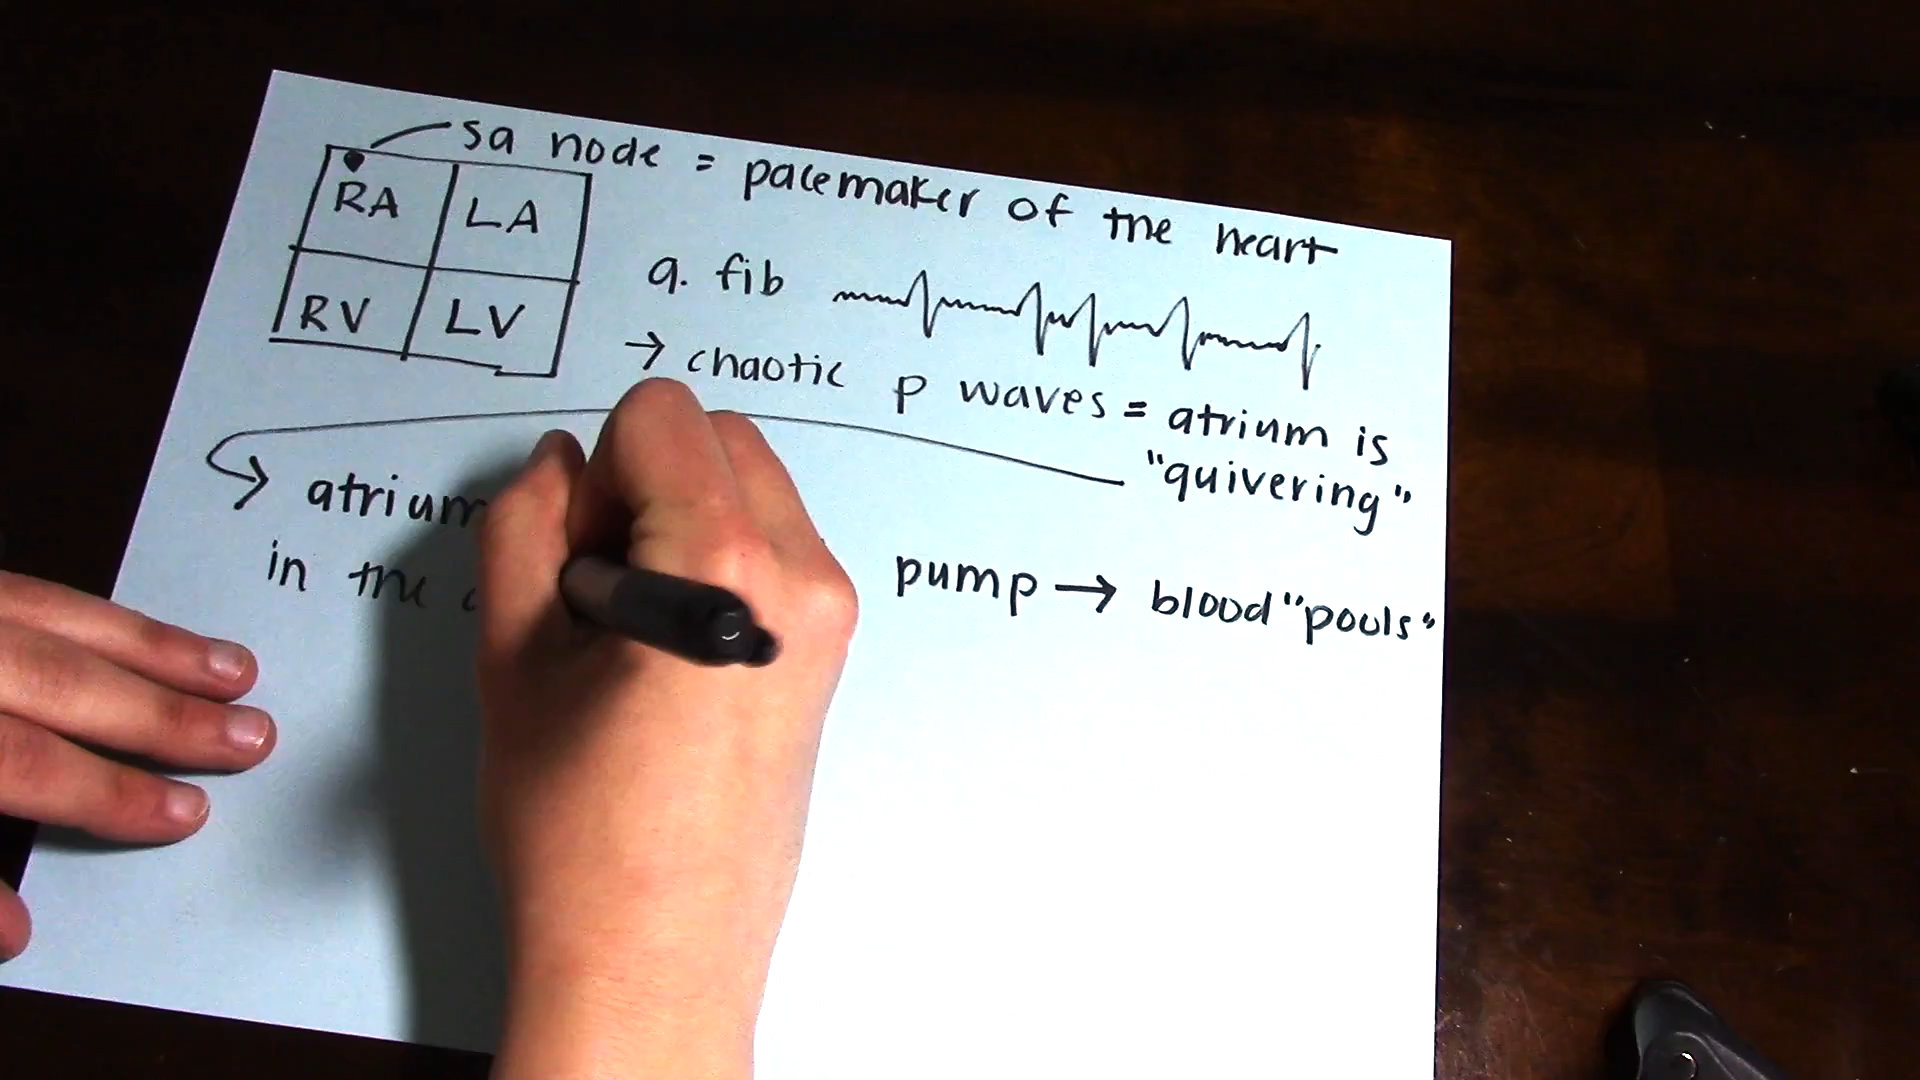 sa node = pacemaker of the heart
RA LA
RV LV
a. fib
→ chaotic p waves = atrium is
"quivering"
atrium pump → blood "pools"
in the